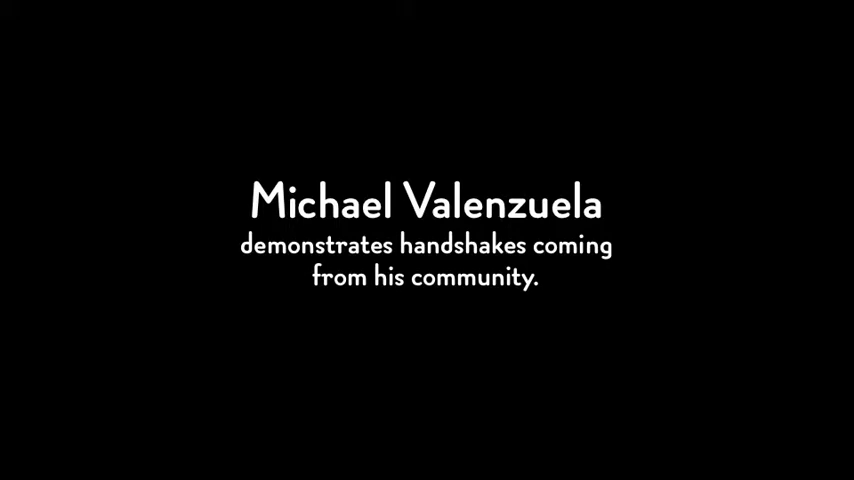 Michael Valenzuela
demonstrates handshakes coming
from his community.